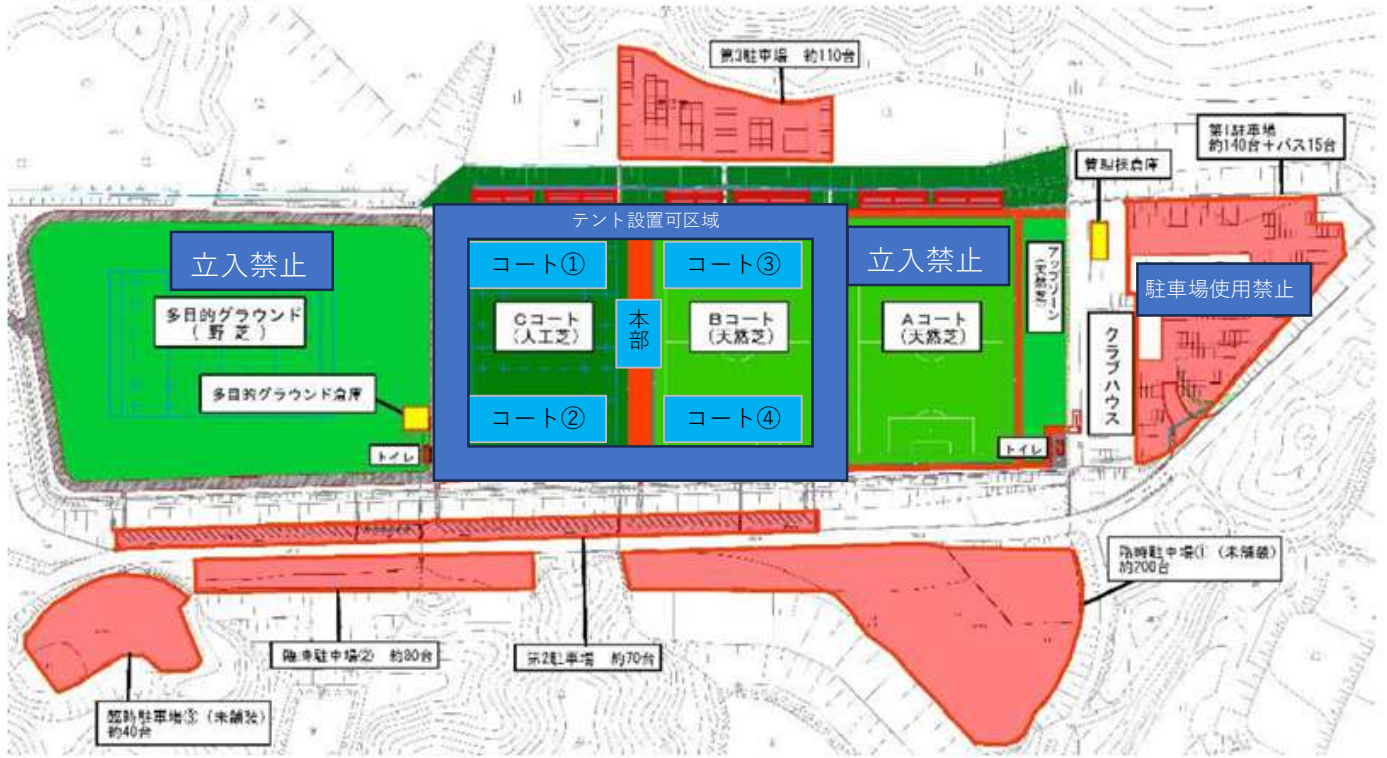 第3駐車場 約110台
第1駐車場
約140台+バス15台
管理棟倉庫
テント設置可区域
立入禁止
コート①
コート③
立入禁止
アップゾーン
(天然芝)
駐車場使用禁止
多目的グラウンド
(野芝)
Cコート
(人工芝)
本部
Bコート
(天然芝)
Aコート
(天然芝)
クラブハウス
多目的グラウンド倉庫
コート②
コート④
トイレ
トイレ
臨時駐車場① (未舗装)
約200台
臨時駐車場(2) 約80台
第2駐車場 約70台
臨時駐車場③ (未舗装)
約40台